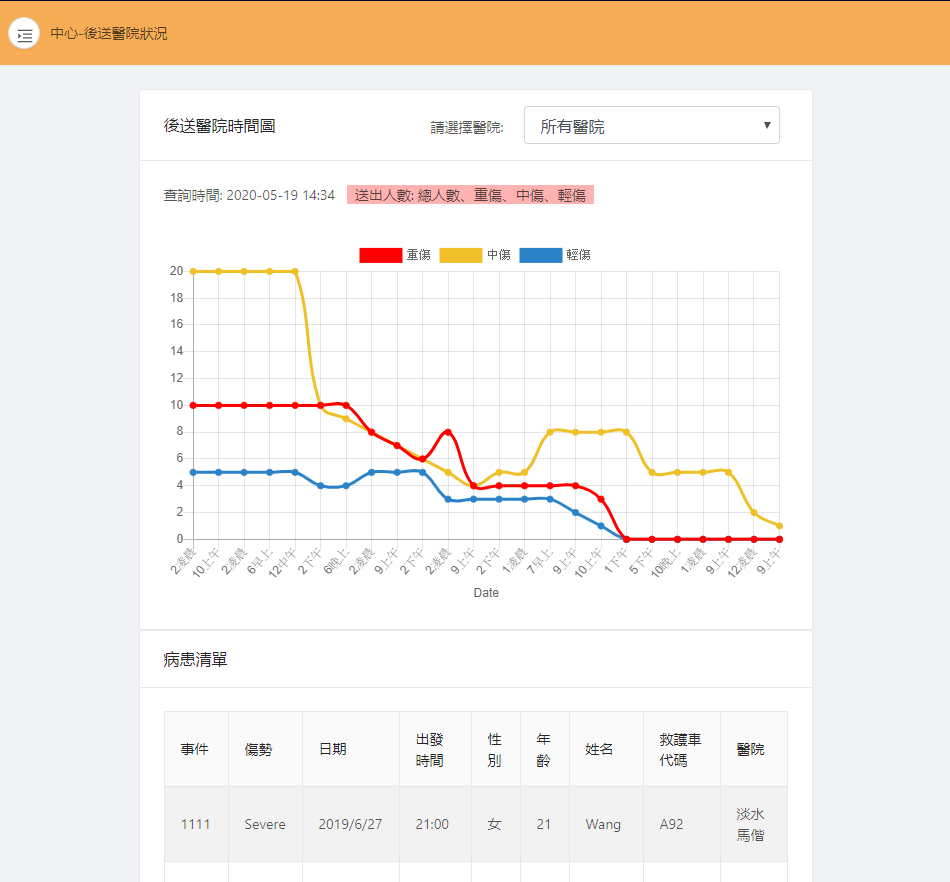 中心-後送醫院狀況
後送醫院時間圖
請選擇醫院:
所有醫院
查詢時間: 2020-05-19 14:34
送出人數: 總人數、重傷、中傷、輕傷
重傷 中傷 輕傷
20
18
16
14
12
10
8
6
4
2
0
2凌晨
10上午
2凌晨
6早上
12中午
2下午
6晚上
2凌晨
9上午
2下午
2凌晨
9上午
2下午
1凌晨
7早上
9上午
10上午
1下午
5下午
10晚上
1凌晨
9上午
12凌晨
9上午
Date
病患清單
事件
傷勢
日期
出發
時間
性
別
年
齡
姓名
救護車
代碼
醫院
1111
Severe
2019/6/27
21:00
女
21
Wang
A92
淡水
馬偕